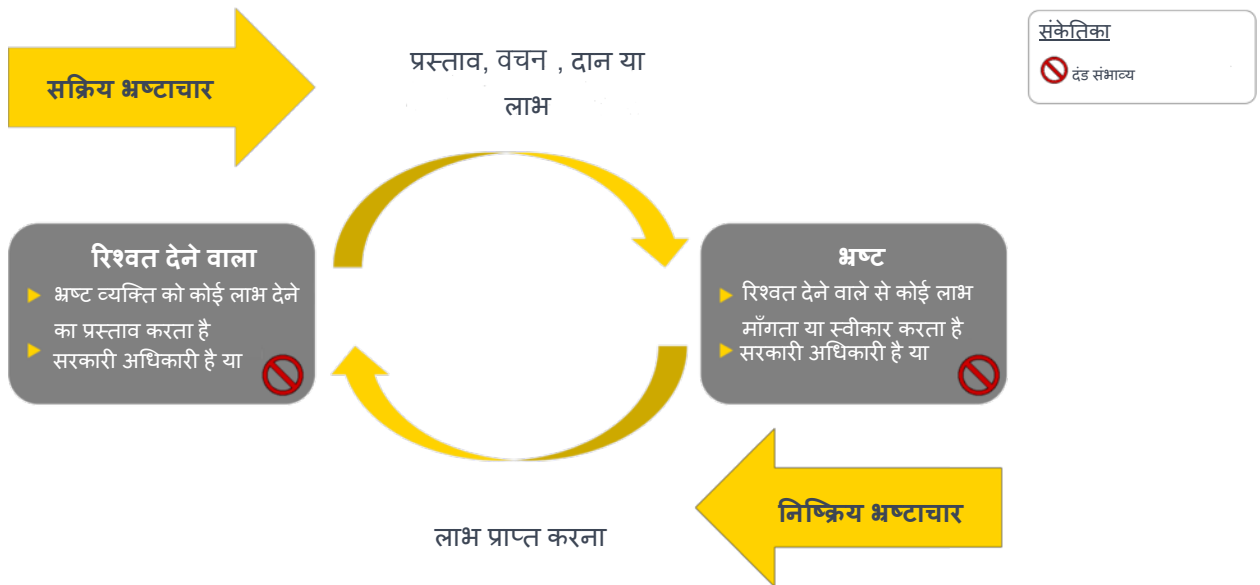 सक्रिय भ्रष्टाचार
प्रस्ताव, वचन , दान या
लाभ
संकेतिका
दंड संभाव्य
रिश्वत देने वाला
भ्रष्ट व्यक्ति को कोई लाभ देने
का प्रस्ताव करता है
सरकारी अधिकारी है या
भ्रष्ट
रिश्वत देने वाले से कोई लाभ
माँगता या स्वीकार करता है
सरकारी अधिकारी है या
निष्क्रिय भ्रष्टाचार
लाभ प्राप्त करना